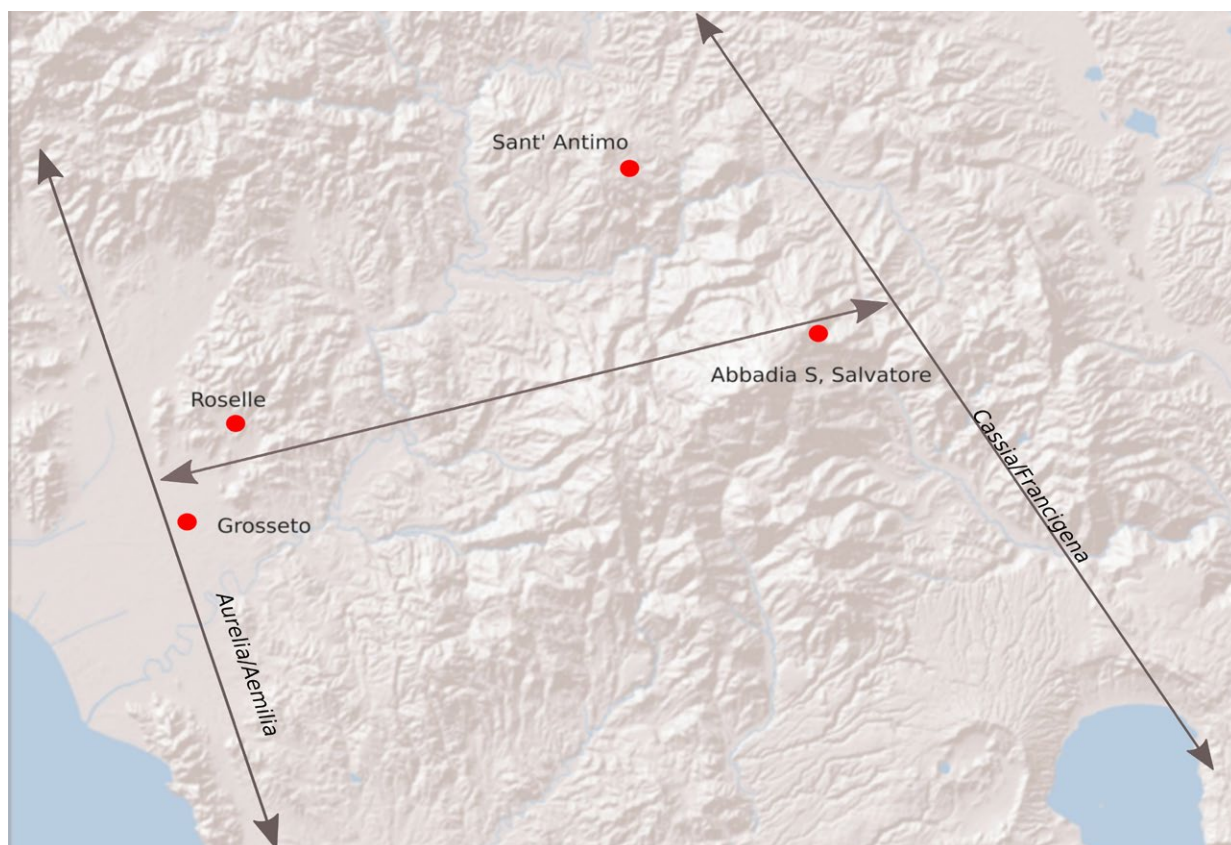 Sant' Antimo
Abbadia S, Salvatore
Roselle
Cassia/Francigena
Grosseto
Aurelia/Aemilia